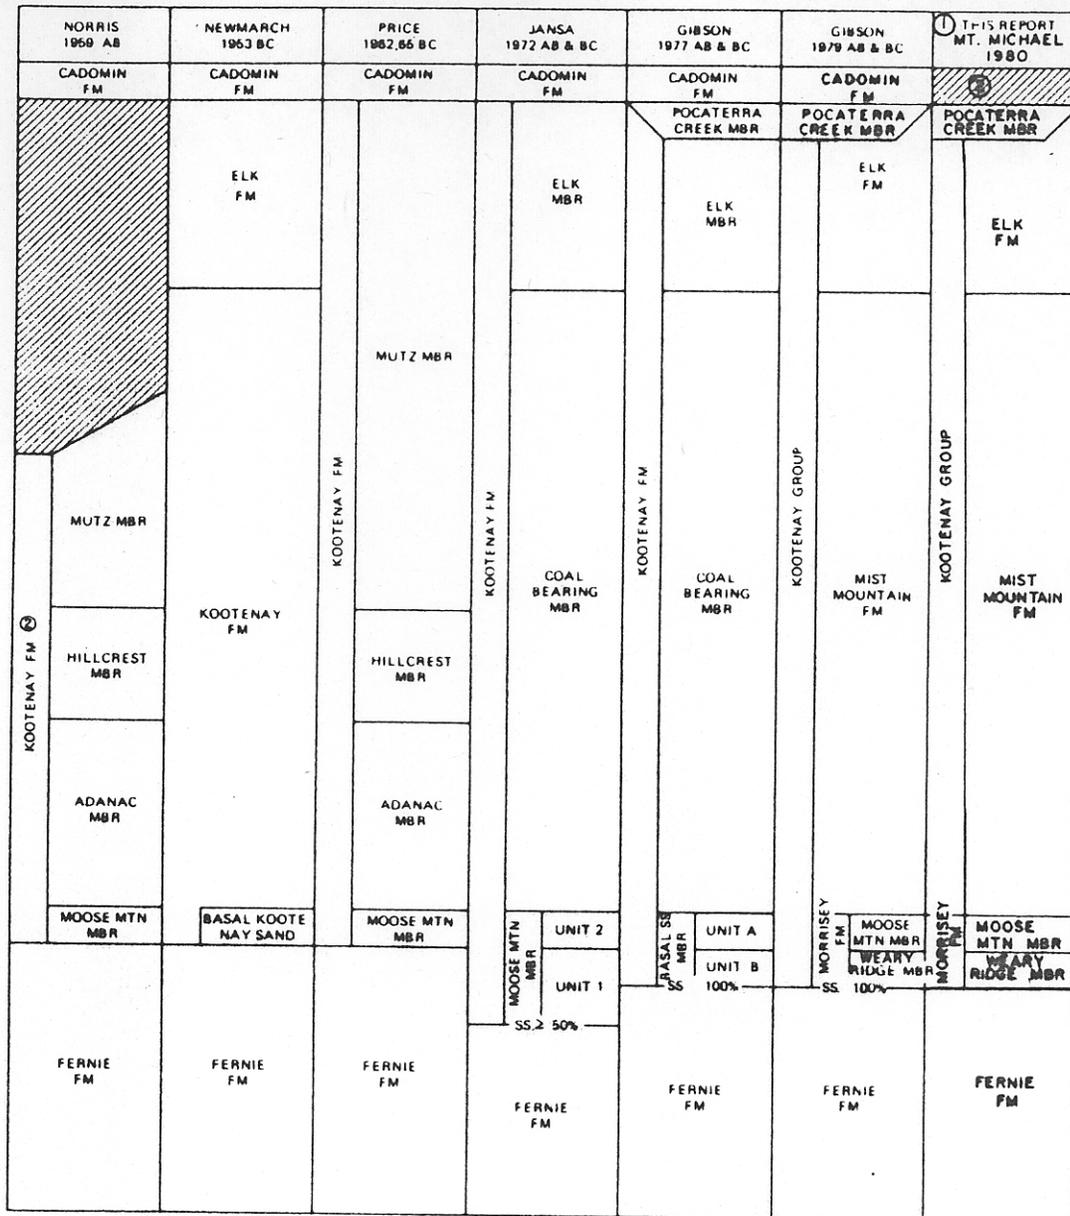 NORRIS
1959 AB
NEWMARCH
1953 BC
PRICE
1962,66 BC
JANSA
1972 AB & BC
GIBSON
1977 AB & BC
GIBSON
1979 AB & BC
① THIS REPORT
MT. MICHAEL
1980
CADOMIN
FM
CADOMIN
FM
CADOMIN
FM
CADOMIN
FM
CADOMIN
FM
CADOMIN
FM
POCATERRA
CREEK MBR
POCATERRA
CREEK MBR
POCATERRA
CREEK MBR
ELK
FM
ELK
MBR
ELK
MBR
ELK
FM
ELK
FM
KOOTENAY FM ②
MUTZ MBR
HILLCREST
MBR
ADANAC
MBR
MOOSE MTN
MBR
FERNIE
FM
KOOTENAY
FM
BASAL KOOTE
NAY SAND
FERNIE
FM
KOOTENAY FM
MUTZ MBR
HILLCREST
MBR
ADANAC
MBR
MOOSE MTN
MBR
FERNIE
FM
KOOTENAY FM
COAL
BEARING
MBR
MOOSE MTN
MBR
UNIT 2
UNIT 1
SS ≥ 50%
FERNIE
FM
KOOTENAY FM
COAL
BEARING
MBR
BASAL SS
MBR
UNIT A
UNIT B
SS 100%
FERNIE
FM
KOOTENAY GROUP
MIST
MOUNTAIN
FM
MORRISEY
FM
MOOSE
MTN MBR
WEARY
RIDGE MBR
SS 100%
FERNIE
FM
KOOTENAY GROUP
MIST
MOUNTAIN
FM
MORRISEY
FM
MOOSE
MTN MBR
WEARY
RIDGE MBR
FERNIE
FM